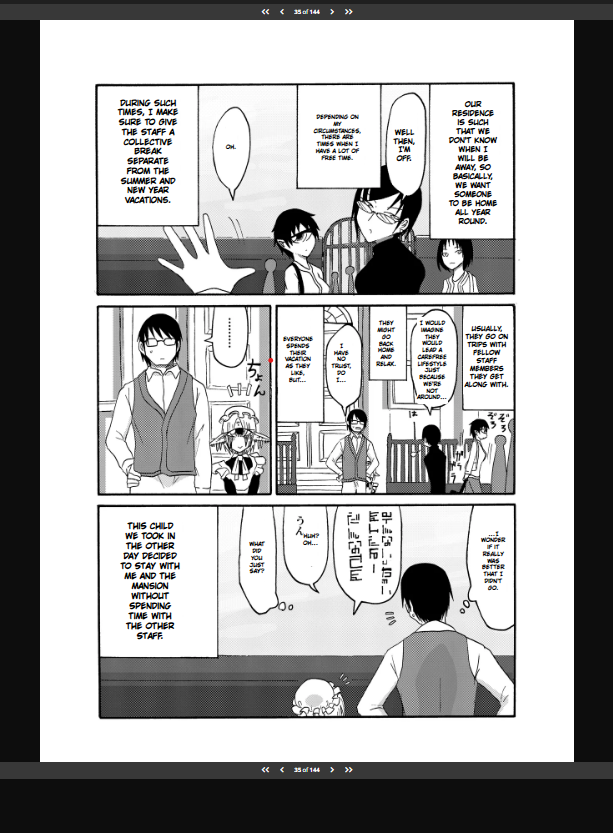 35 of 144
OUR
RESIDENCE
IS SUCH
THAT WE
DON'T KNOW
WHEN I
WILL
BE
AWAY, SO
BASICALLY,
WE WANT
SOMEONE
TO BE HOME
ALL YEAR
ROUND.
WELL
THEN,
I'M
OFF.
DEPENDING ON
MY
CIRCUMSTANCES,
THERE ARE
TIMES WHEN I
HAVE A LOT OF
FREE TIME.
OH.
DURING SUCH
TIMES, I MAKE
SURE TO GIVE
THE STAFF A
COLLECTIVE
BREAK
SEPARATE
FROM THE
SUMMER AND
NEW YEAR
VACATIONS.
USUALLY,
THEY GO ON
TRIPS WITH
FELLOW
STAFF
MEMBERS
THEY GET
ALONG WITH.
ぞろ
ぞろ
I WOULD
IMAGINE
THEY
WOULD
LEAD A
CAREFREE
LIFESTYLE
JUST
BECAUSE
WE'RE
NOT
AROUND...
は
THEY
MIGHT
GO
BACK
HOME
AND
RELAX.
I
HAVE
NO
TRUST,
DO
I...
EVERYONE
SPENDS
THEIR
VACATION
AS THEY
LIKE,
BUT...
ちょん
...I
WONDER
IF IT
REALLY
WAS
BETTER
THAT I
DIDN'T
GO.
うん
HUH?
OH...
WHAT
DID
YOU
JUST
SAY?
THIS CHILD
WE TOOK IN
THE OTHER
DAY DECIDED
TO STAY WITH
ME AND THE
MANSION
WITHOUT
SPENDING
TIME WITH
THE OTHER
STAFF.
35 of 144